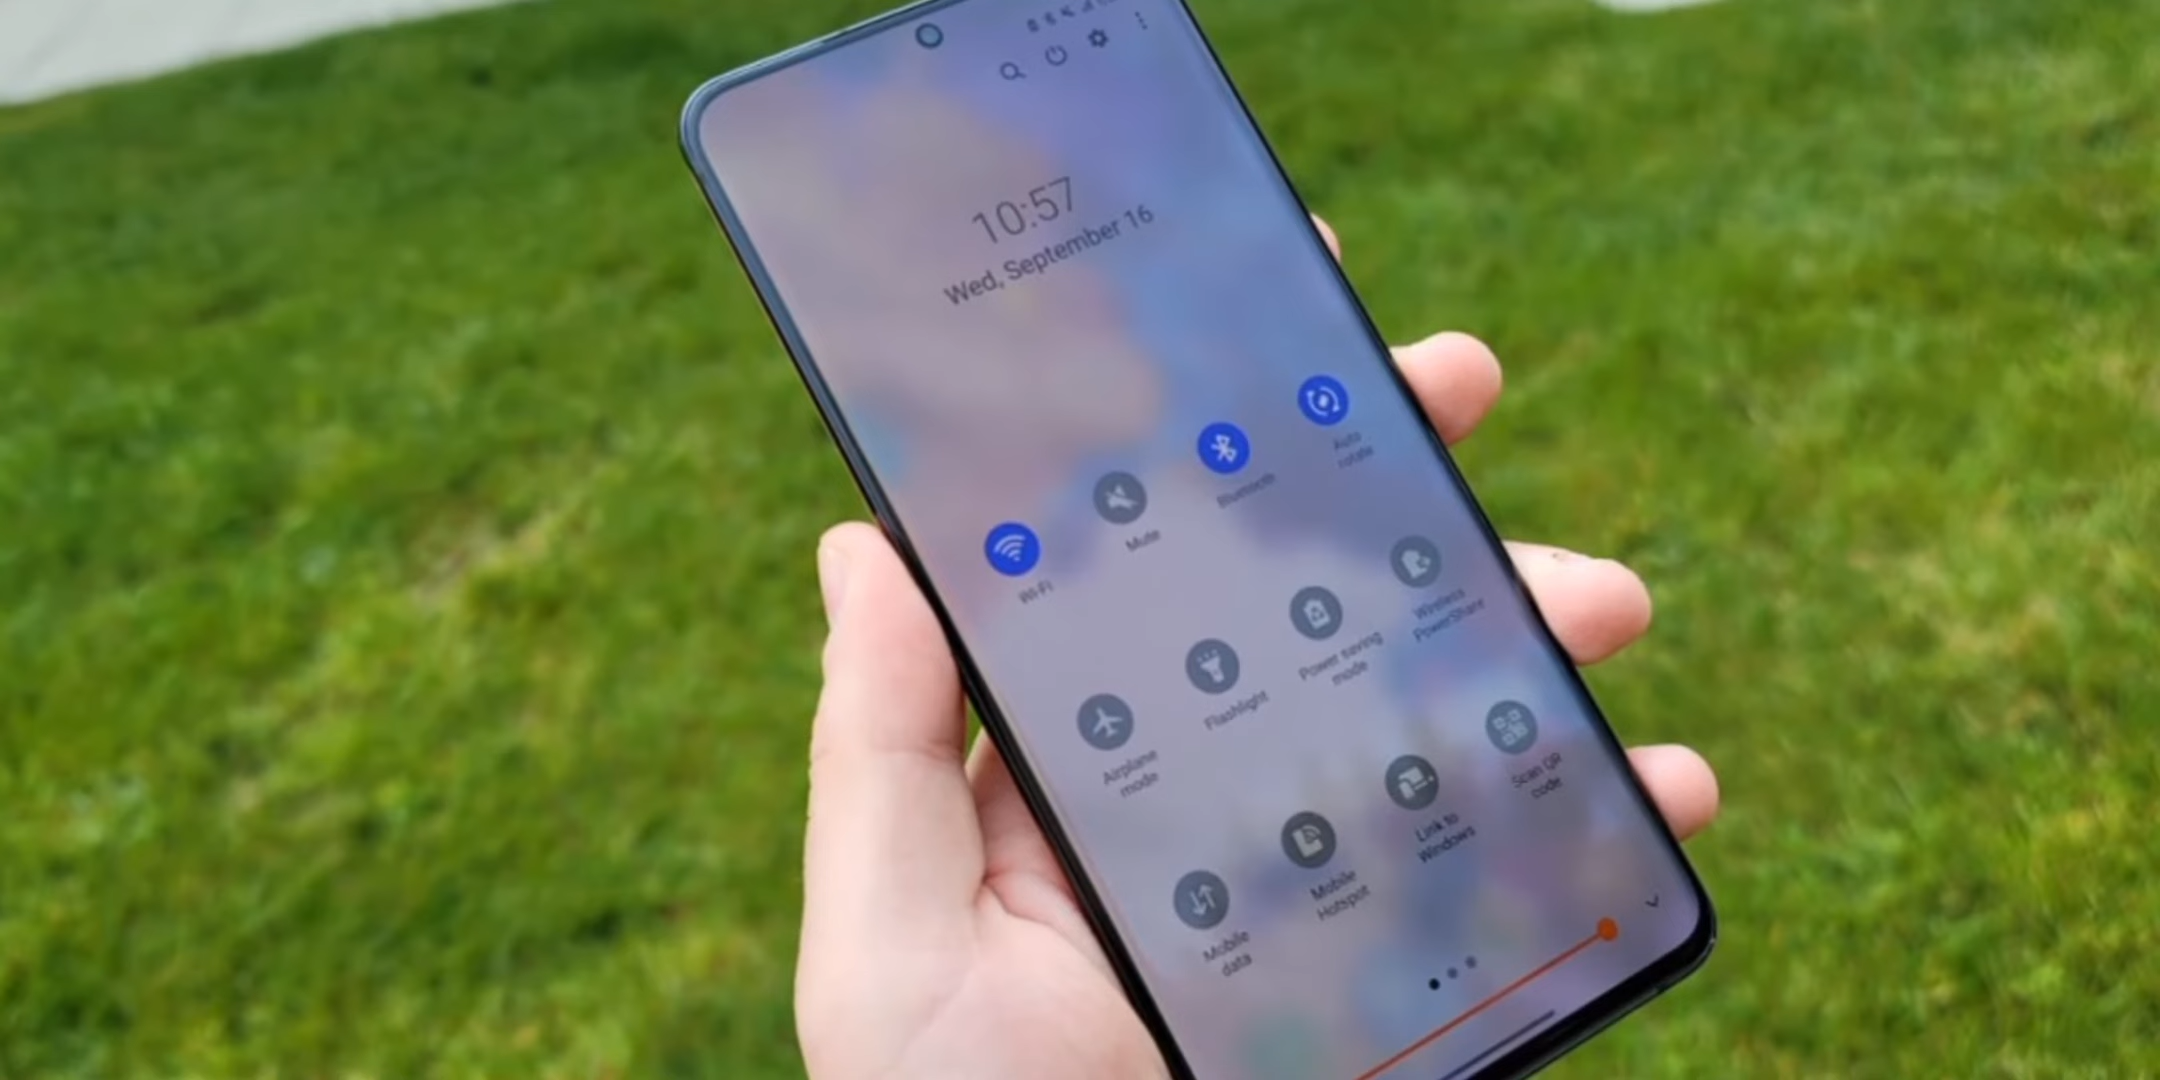 10:57
Wed, September 16
Wi-Fi
Mute
Bluetooth
Auto
rotate
Airplane
mode
Flashlight
Power saving
mode
Wireless
PowerShare
Mobile
data
Mobile
Hotspot
Link to
Windows
Scan QR
code